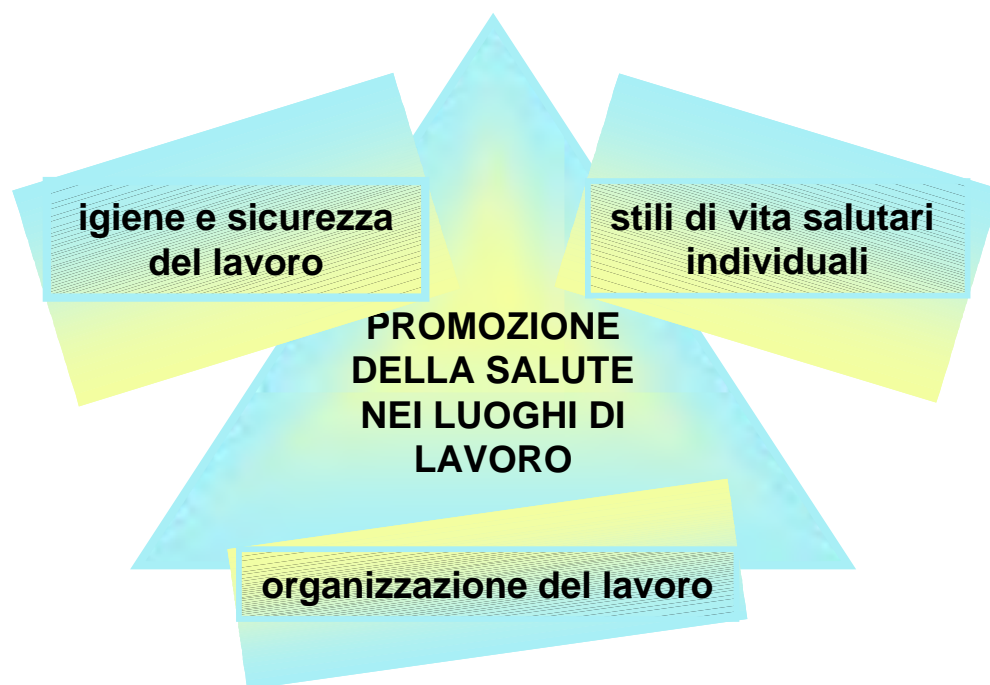 igiene e sicurezza
del lavoro
stili di vita salutari
individuali
PROMOZIONE
DELLA SALUTE
NEI LUOGHI DI
LAVORO
organizzazione del lavoro